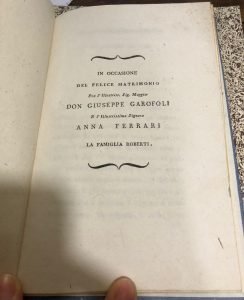 IN OCCASIONE
DEL FELICE MATRIMONIO
Fra l'Illustriss. Sig. Maggior
DON GIUSEPPE GAROFOLI
E l'Illustrissima Signora
ANNA FERRARI
LA FAMIGLIA ROBERTI.